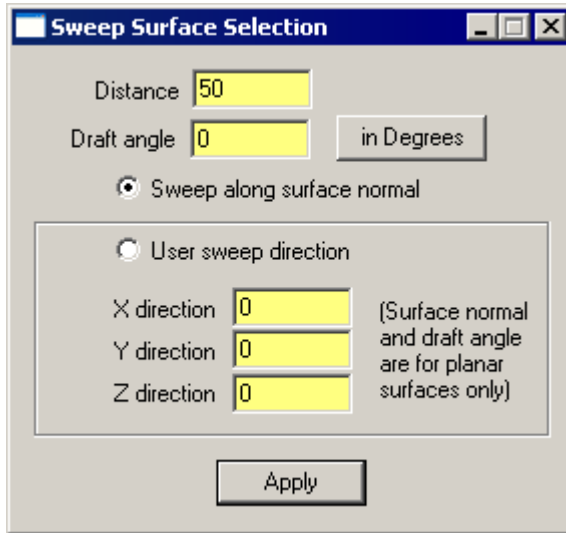 Sweep Surface Selection
Distance 50
Draft angle 0 in Degrees
Sweep along surface normal
User sweep direction
X direction 0
Y direction 0
Z direction 0
(Surface normal
and draft angle
are for planar
surfaces only)
Apply